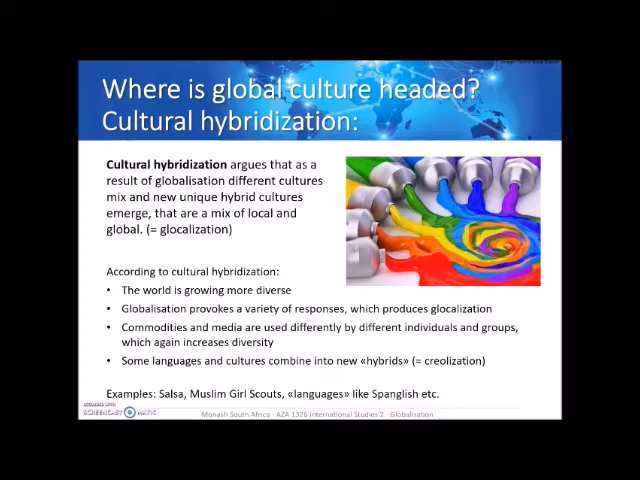 Where is global culture headed?
Cultural hybridization:
Cultural hybridization argues that as a
result of globalisation different cultures
mix and new unique hybrid cultures
emerge, that are a mix of local and
global. (= glocalization)
According to cultural hybridization:
• The world is growing more diverse
• Globalisation provokes a variety of responses, which produces glocalization
• Commodities and media are used differently by different individuals and groups,
which again increases diversity
• Some languages and cultures combine into new «hybrids» (= creolization)
Examples: Salsa, Muslim Girl Scouts, «languages» like Spanglish etc.
RECORDED WITH
SCREENCAST MATIC
Monash South Africa - AZA 1326 International Studies 2 - Globalisation